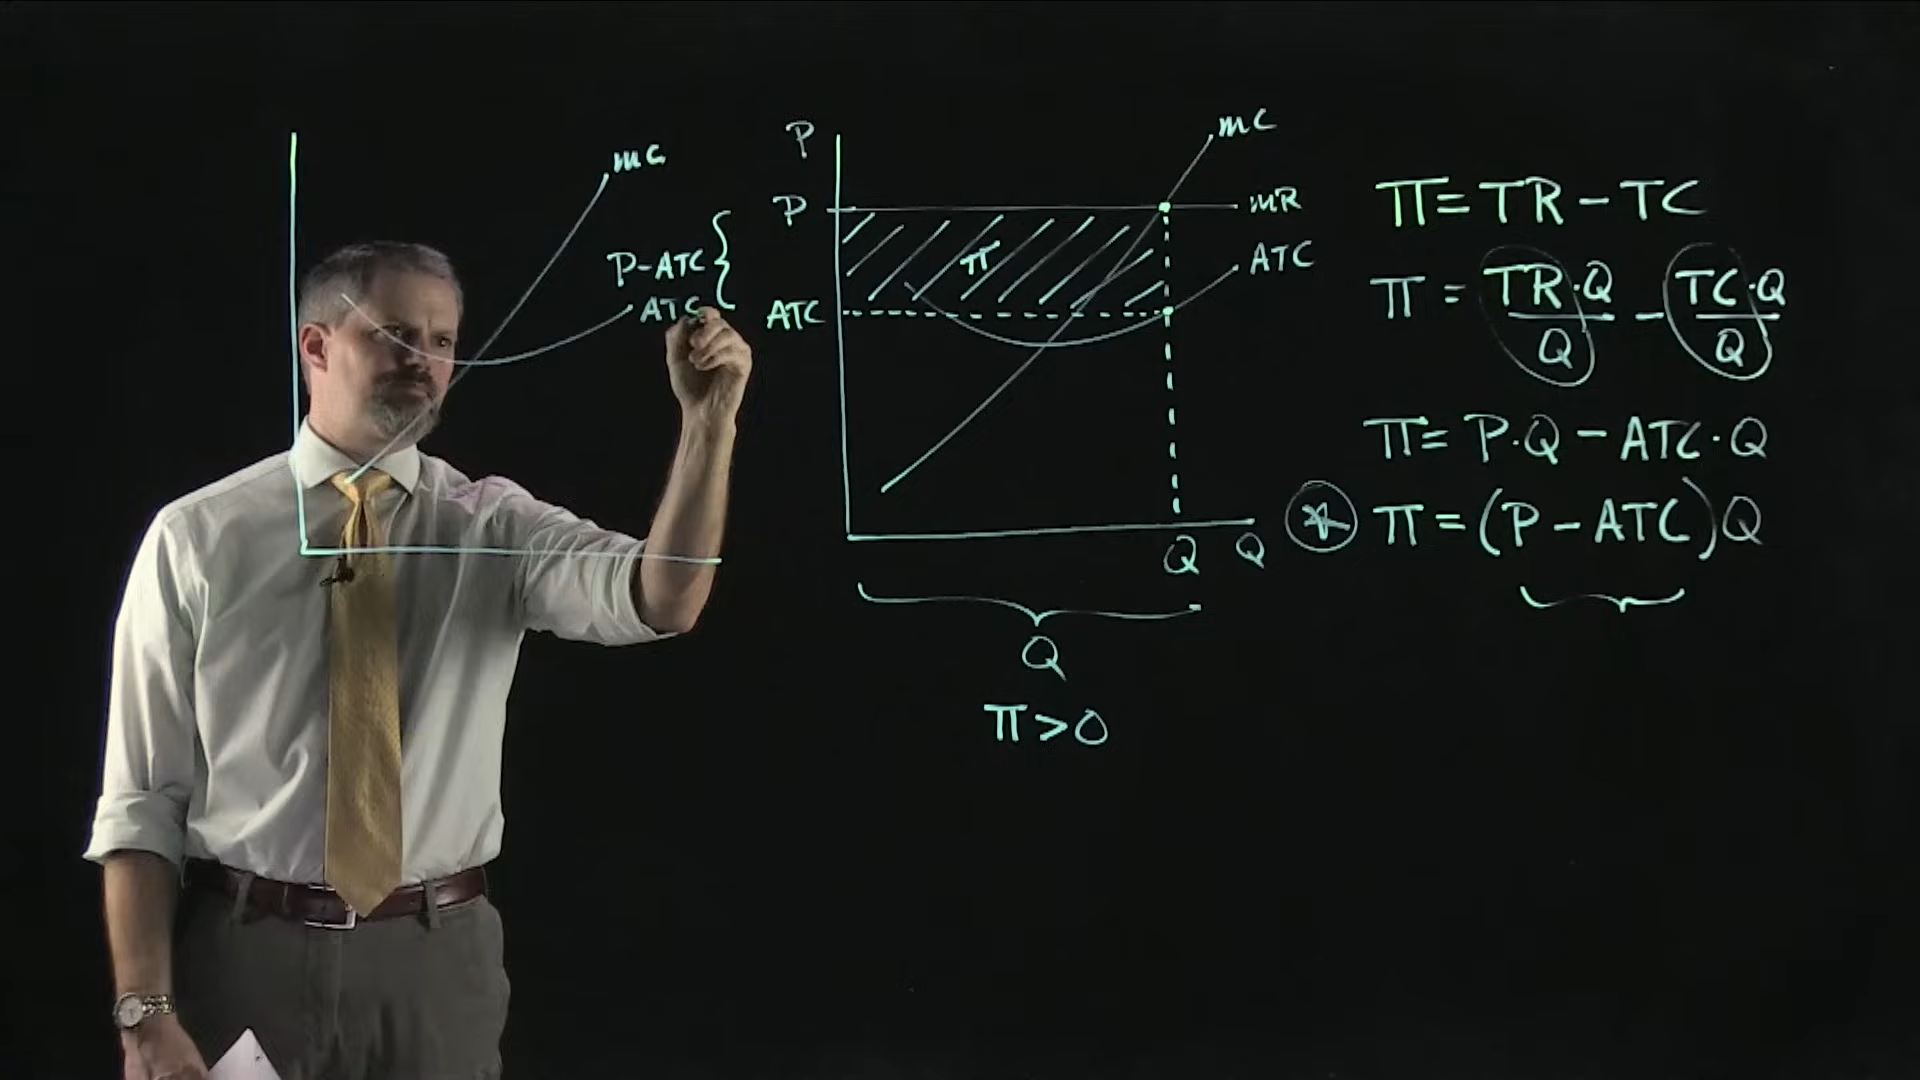 mc
P-ATC
ATC
P
P
ATC
π
mc
mR
ATC
Q Q
Q
π>0
π=TR-TC
π = TR·Q/Q - TC·Q/Q
π= P·Q - ATC·Q
* π=(P-ATC)Q